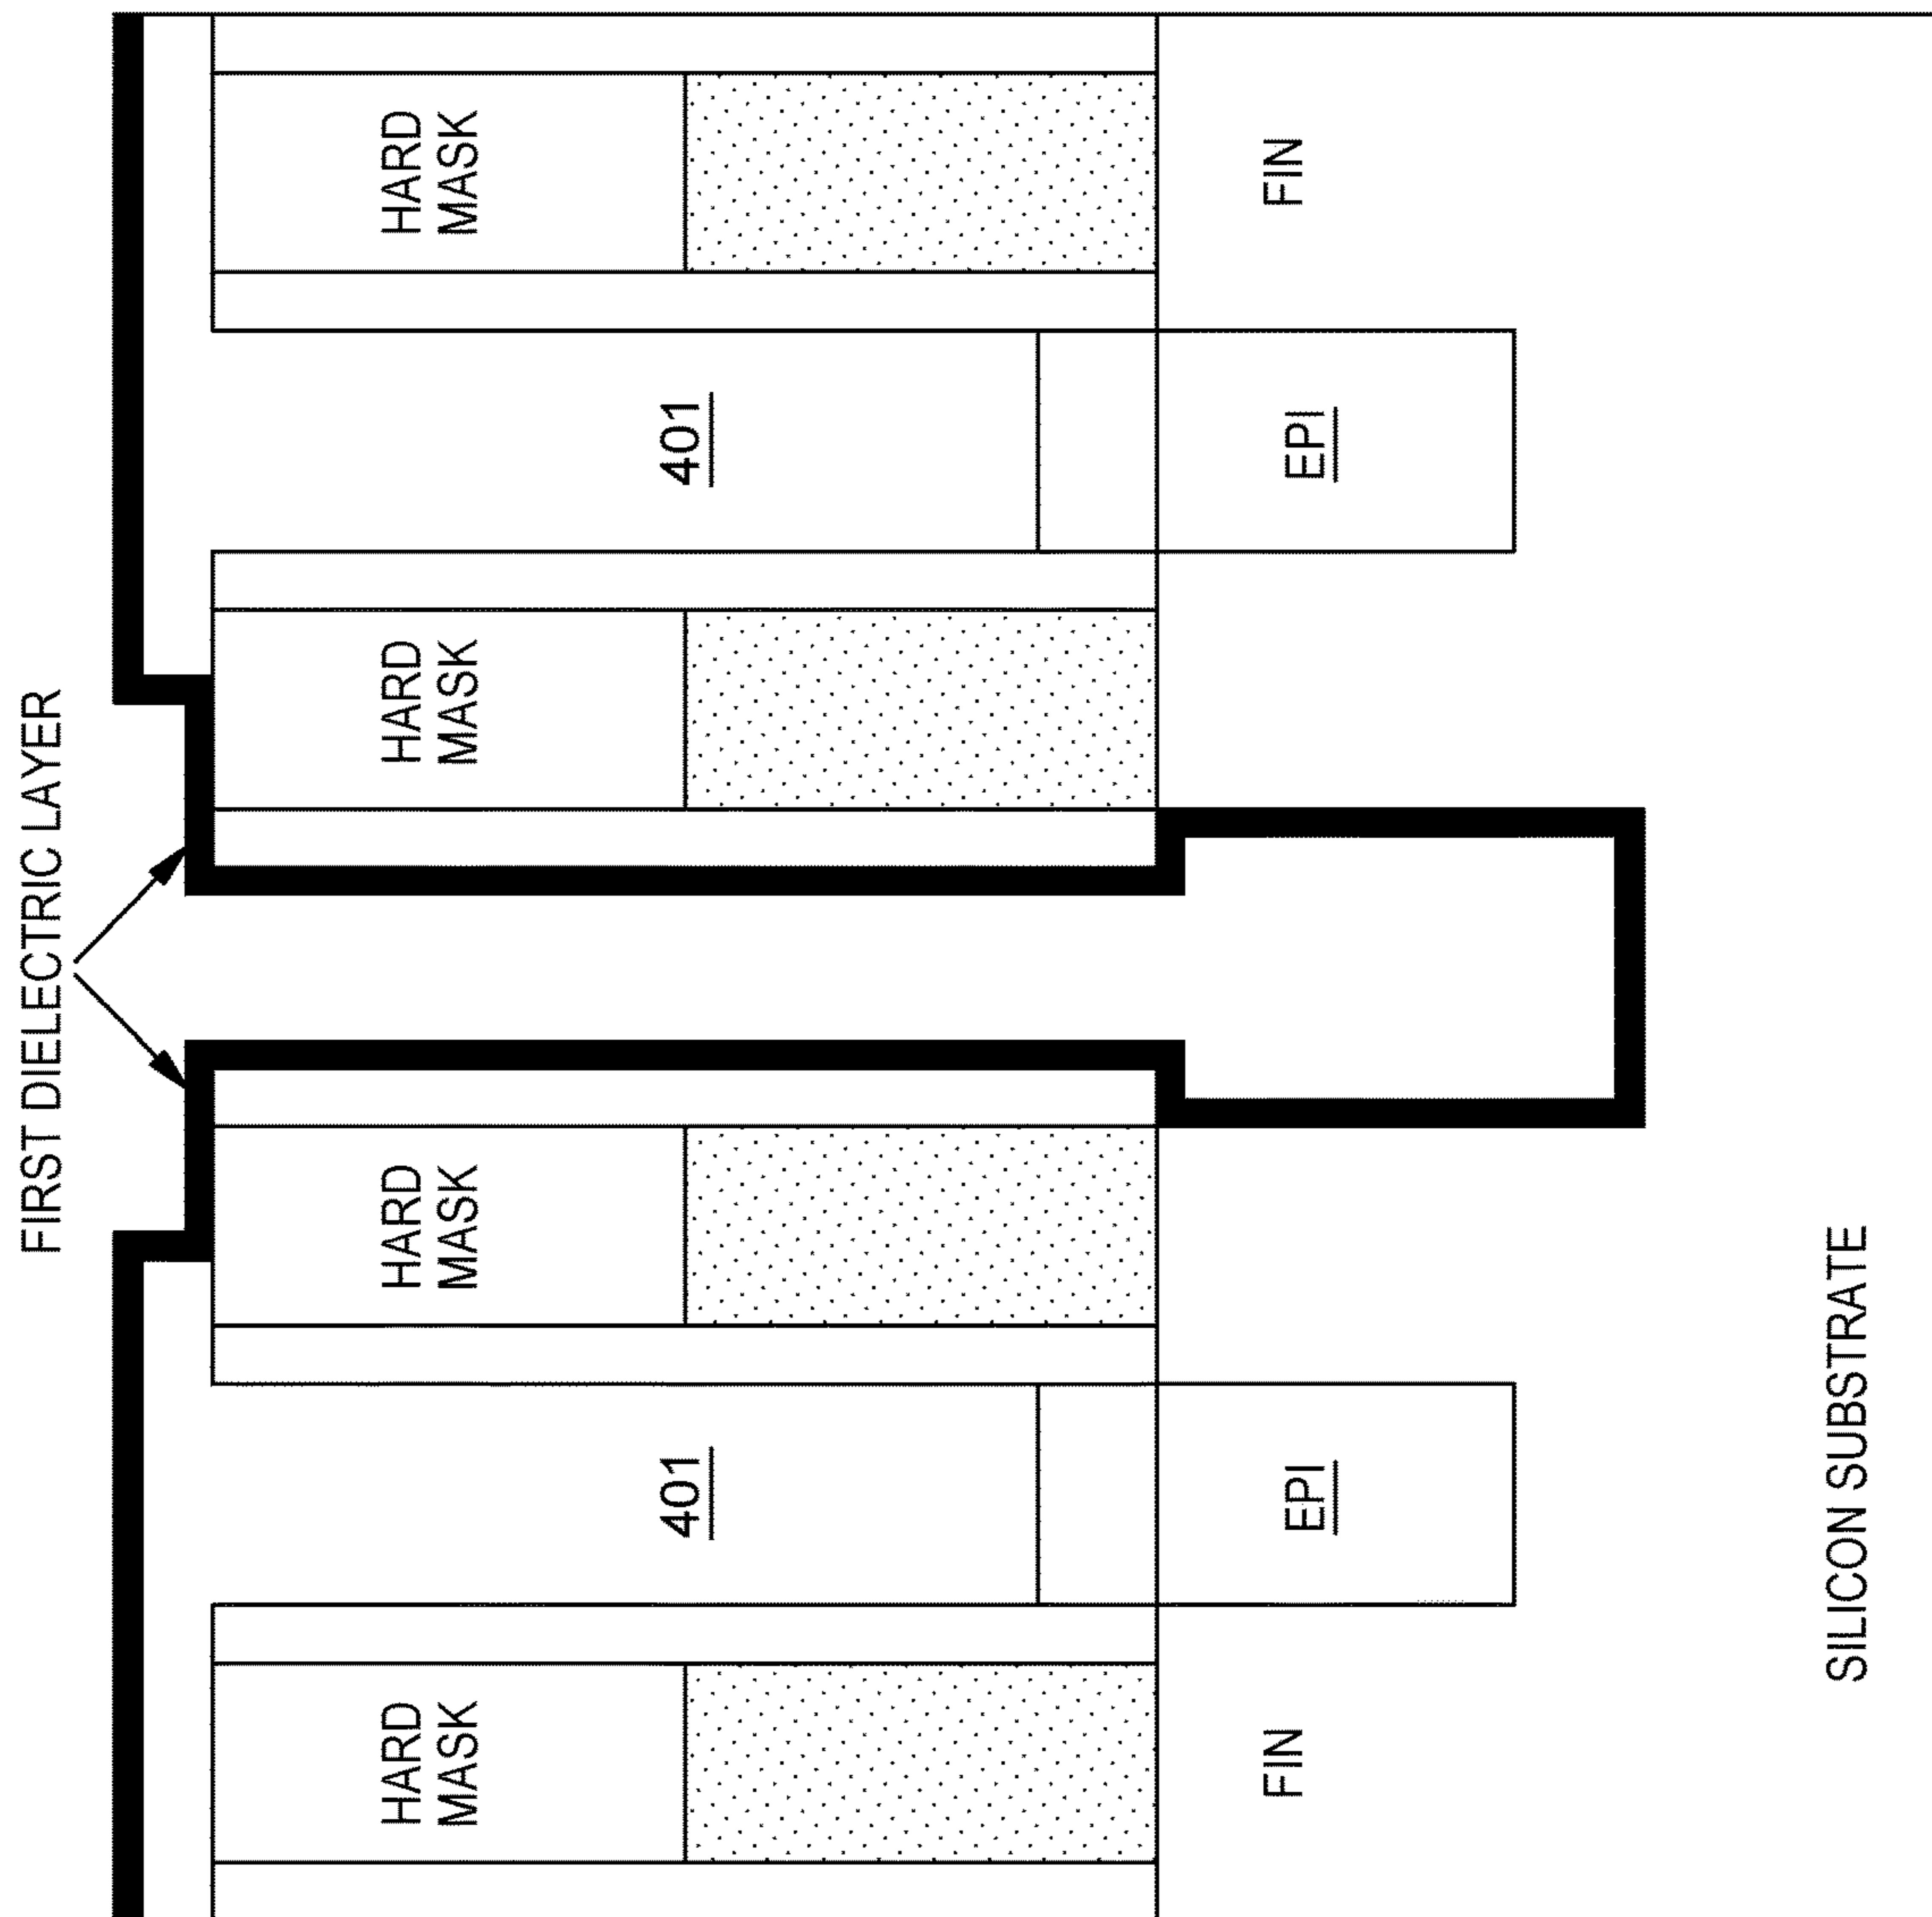 FIRST DIELECTRIC LAYER
HARD
MASK
HARD
MASK
HARD
MASK
HARD
MASK
401
401
FIN
EPI
EPI
FIN
SILICON SUBSTRATE